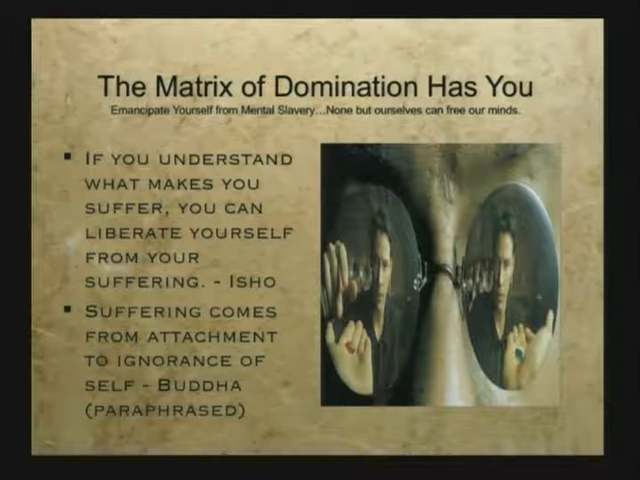 The Matrix of Domination Has You
Emancipate Yourself from Mental Slavery...None but ourselves can free our minds.
▪ IF YOU UNDERSTAND
WHAT MAKES YOU
SUFFER, YOU CAN
LIBERATE YOURSELF
FROM YOUR
SUFFERING. - ISHO
▪ SUFFERING COMES
FROM ATTACHMENT
TO IGNORANCE OF
SELF - BUDDHA
(PARAPHRASED)